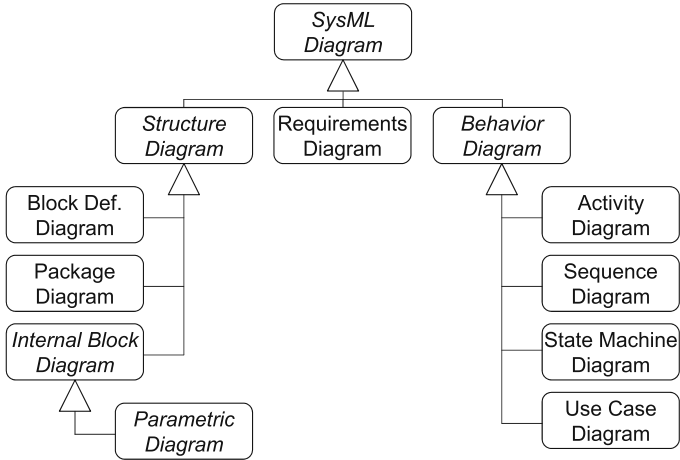 SysML
Diagram
Structure
Diagram
Requirements
Diagram
Behavior
Diagram
Block Def.
Diagram
Package
Diagram
Internal Block
Diagram
Parametric
Diagram
Activity
Diagram
Sequence
Diagram
State Machine
Diagram
Use Case
Diagram